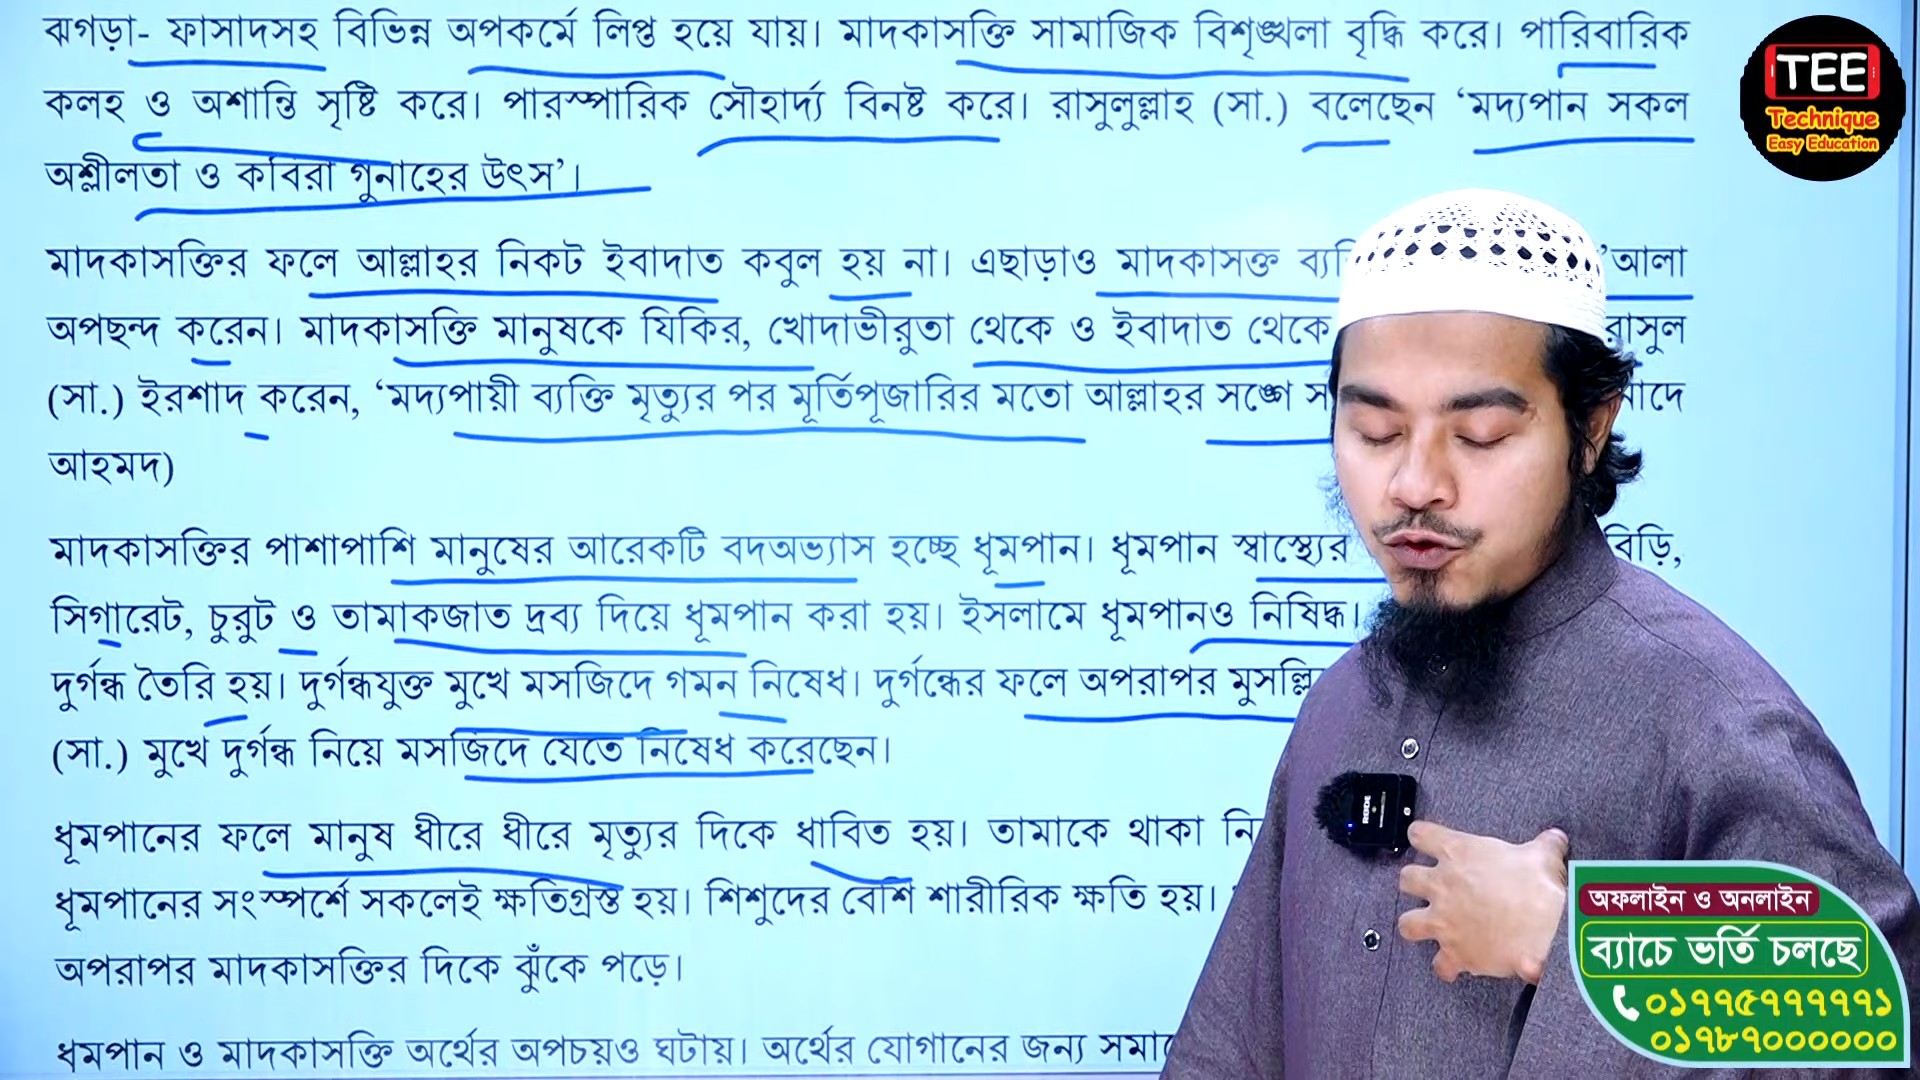 ঝগড়া- ফাসাদসহ বিভিন্ন অপকর্মে লিপ্ত হয়ে যায়। মাদকাসক্তি সামাজিক বিশৃঙ্খলা বৃদ্ধি করে। পারিবারিক
কলহ ও অশান্তি সৃষ্টি করে। পারস্পারিক সৌহার্দ্য বিনষ্ট করে। রাসুলুল্লাহ (সা.) বলেছেন ‘মদ্যপান সকল
অশ্লীলতা ও কবিরা গুনাহের উৎস’।
মাদকাসক্তির ফলে আল্লাহর নিকট ইবাদাত কবুল হয় না। এছাড়াও মাদকাসক্ত ’আলা
অপছন্দ করেন। মাদকাসক্তি মানুষকে যিকির, খোদাভীরুতা থেকে ও ইবাদাত থেকে রাসুল
(সা.) ইরশাদ করেন, ‘মদ্যপায়ী ব্যক্তি মৃত্যুর পর মূর্তিপূজারির মতো আল্লাহর সঙ্গে
আহমদ)
মাদকাসক্তির পাশাপাশি মানুষের আরেকটি বদঅভ্যাস হচ্ছে ধূমপান। ধূমপান স্বাস্থ্যের বিড়ি,
সিগারেট, চুরুট ও তামাকজাত দ্রব্য দিয়ে ধূমপান করা হয়। ইসলামে ধূমপানও নিষিদ্ধ।
দুর্গন্ধ তৈরি হয়। দুর্গন্ধযুক্ত মুখে মসজিদে গমন নিষেধ। দুর্গন্ধের ফলে অপরাপর
(সা.) মুখে দুর্গন্ধ নিয়ে মসজিদে যেতে নিষেধ করেছেন।
ধূমপানের ফলে মানুষ ধীরে ধীরে মৃত্যুর দিকে ধাবিত হয়। তামাকে থাকা
ধূমপানের সংস্পর্শে সকলেই ক্ষতিগ্রস্ত হয়। শিশুদের বেশি শারীরিক ক্ষতি হয়।
অপরাপর মাদকাসক্তির দিকে ঝুঁকে পড়ে।
ধূমপান ও মাদকাসক্তি অর্থের অপচয়ও ঘটায়। অর্থের যোগানের জন্য
TEE
Technique
Easy Education
RODE
অফলাইন ও অনলাইন
ব্যাচে ভর্তি চলছে
০১৭৭৫৭৭৭৭৭১
০১৭৮৭০০০০০০